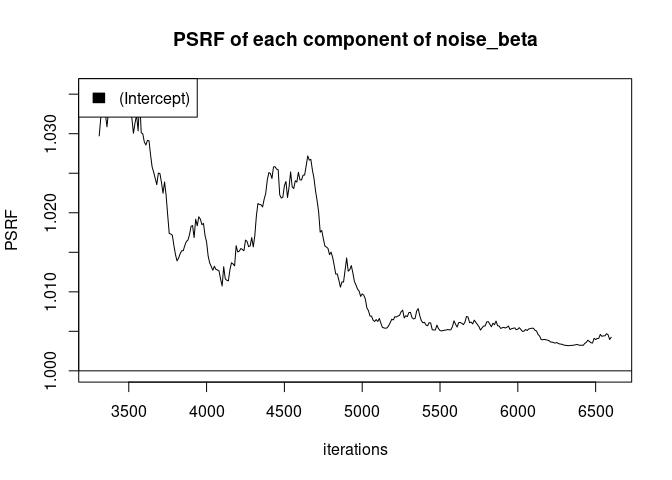 PSRF of each component of noise_beta
(Intercept)
PSRF
1.030
1.020
1.010
1.000
3500 4000 4500 5000 5500 6000 6500
iterations